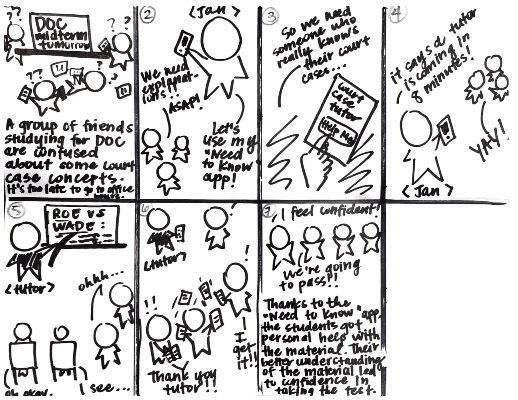 ??
DOC
midterm
tomorrow
??
??
??
A group of friends
studying for DOC
are confused
about some court
case concepts.
It's too late to go to office
hours.
2
<Jan>
We need
explanat-
ions!!
ASAP!
Let's
use my
"Need
to Know"
app!
3
So we need
someone who
really knows
their court
cases...
court
case
tutor
Help Me!
4
it says a tutor
is coming in
8 minutes!
YAY!
<Jan>
5
ROE VS
WADE:
<tutor>
ohhh...
oh okay.
I see...
6
<tutor>
!
!!
!
I
get
it!!
Thank you
tutor!!
7
I feel confident!
We're going
to pass!!
Thanks to the
"Need to Know" app,
the students got
personal help with
the material. Their
better understanding
of the material led
to confidence in
taking the test.